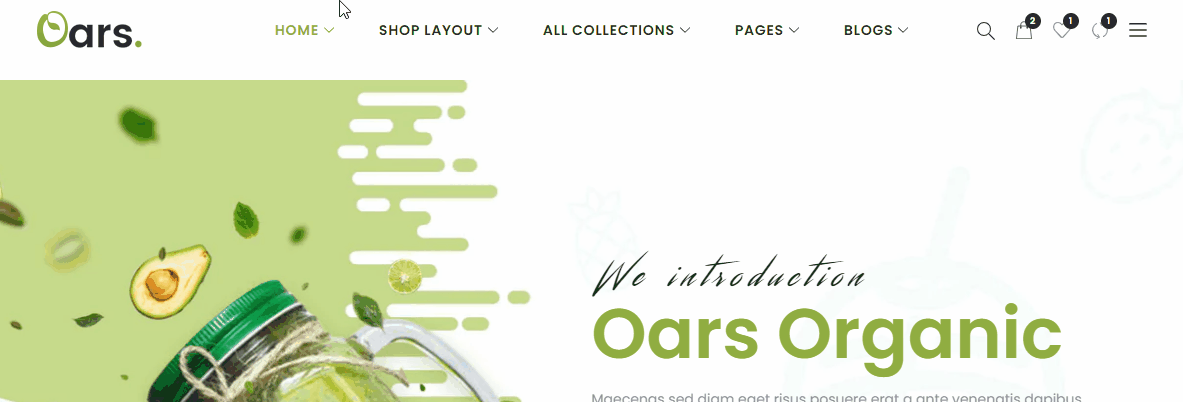 Oars.
HOME SHOP LAYOUT ALL COLLECTIONS PAGES BLOGS 2 1 1
We introduction
Oars Organic
Maecenas sed diam eget risus posuere erat a ante venenatis dapibus